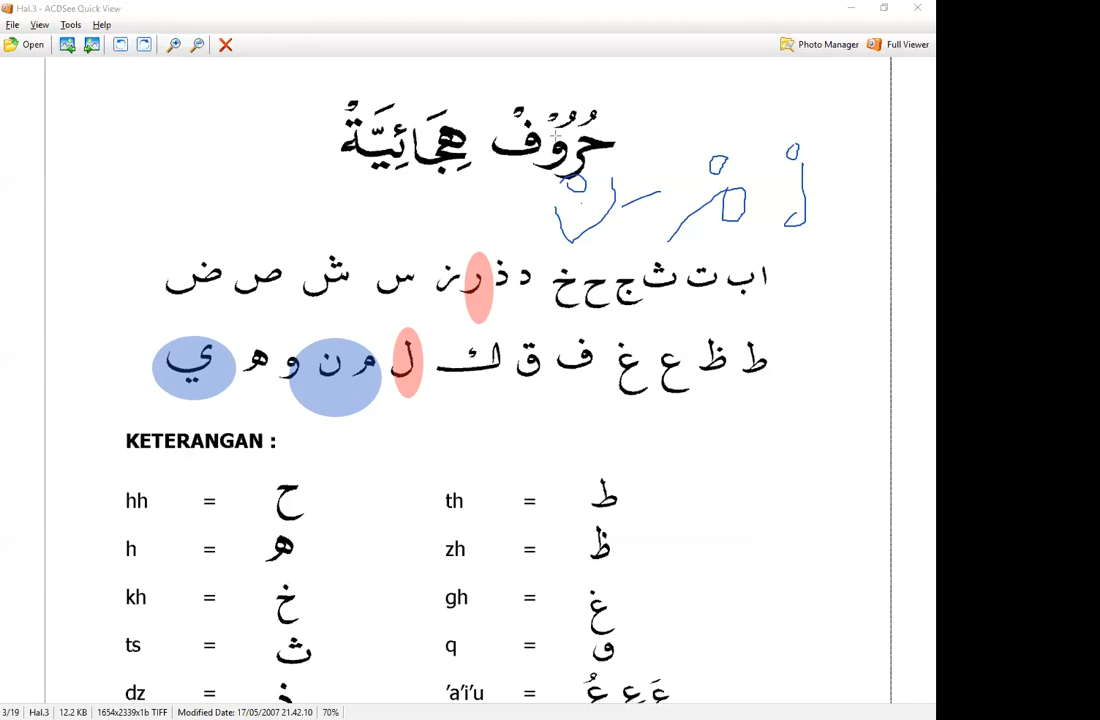 Hal.3 - ACDSee Quick View
File View Tools Help
Open Photo Manager Full Viewer
حُرُوْفْ هِجَائِيَّةْ
ا ب ت ث ج ح خ د ذ ر ز س ش ص ض
ط ظ ع غ ف ق ك ل م ن و ه ي
KETERANGAN :
hh = ح th = ط
h = ه zh = ظ
kh = خ gh = غ
ts = ث q = ق
dz = ذ 'a'i'u = عَ عِ عُ
3/19 Hal.3 12.2 KB 1654x2339x1b TIFF Modified Date: 17/05/2007 21.42.10 70%